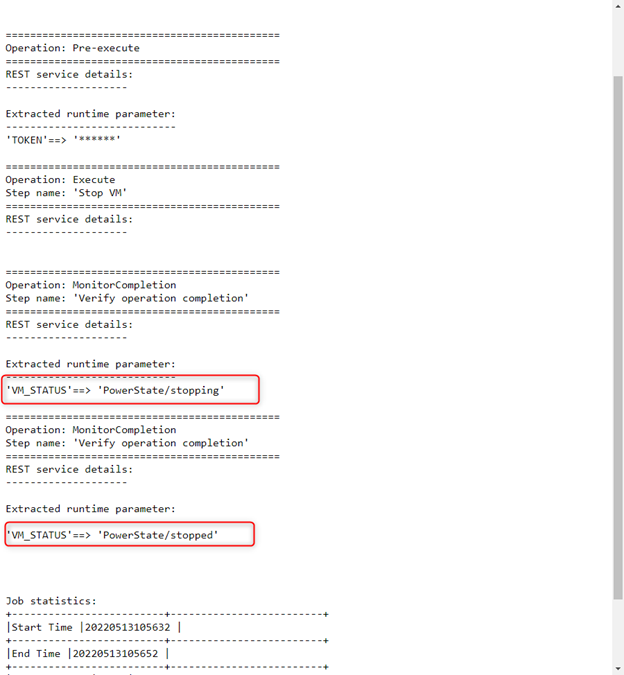 =============================================
Operation: Pre-execute
=============================================
REST service details:
--------------------
Extracted runtime parameter:
----------------------------
'TOKEN'==> '******'
=============================================
Operation: Execute
Step name: 'Stop VM'
=============================================
REST service details:
--------------------
=============================================
Operation: MonitorCompletion
Step name: 'Verify operation completion'
=============================================
REST service details:
--------------------
Extracted runtime parameter:
----------------------------
'VM_STATUS'==> 'PowerState/stopping'
=============================================
Operation: MonitorCompletion
Step name: 'Verify operation completion'
=============================================
REST service details:
--------------------
Extracted runtime parameter:
'VM_STATUS'==> 'PowerState/stopped'
Job statistics:
+-------------------------+-------------------------+
|Start Time |20220513105632 |
+-------------------------+-------------------------+
|End Time |20220513105652 |
+-------------------------+-------------------------+